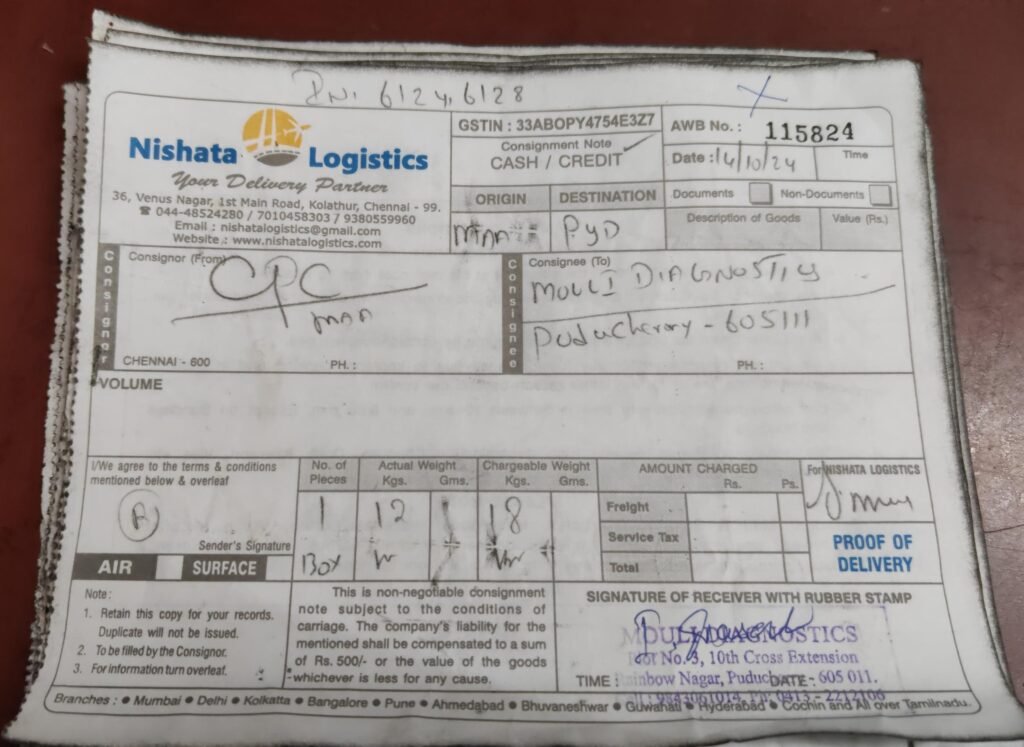 IN. 6124, 6128
Nishata Logistics
Your Delivery Partner
36, Venus Nagar, 1st Main Road, Kolathur, Chennai - 99.
☎ 044-48524280 / 7010458303 / 9380559960
Email : nishatalogistics@gmail.com
Website : www.nishatalogistics.com
GSTIN : 33ABOPY4754E3Z7
Consignment Note
CASH / CREDIT
AWB No. : 115824
Date : 14/10/24 Time
ORIGIN DESTINATION
MAA PYD
Documents Non-Documents
Description of Goods Value (Rs.)
Consignor
Consignor (From)
CPC
MAA
CHENNAI - 600 PH. :
Consignee
Consignee (To)
MOULI DIAGNOSTICS
Puducherry - 605111
PH. :
VOLUME
I/We agree to the terms & conditions
mentioned below & overleaf
Sender's Signature
AIR SURFACE
No. of Pieces
1
Box
Actual Weight
Kgs. Gms.
12
Chargeable Weight
Kgs. Gms.
18
AMOUNT CHARGED
Rs. Ps.
Freight
Service Tax
Total
For NISHATA LOGISTICS
PROOF OF
DELIVERY
Note:
1. Retain this copy for your records.
Duplicate will not be issued.
2. To be filled by the Consignor.
3. For information turn overleaf.
This is non-negotiable consignment
note subject to the conditions of
carriage. The company's liability for the
mentioned shall be compensated to a sum
of Rs. 500/- or the value of the goods
whichever is less for any cause.
SIGNATURE OF RECEIVER WITH RUBBER STAMP
MOULI DIAGNOSTICS
No.3, 10th Cross Extension
TIME : Rainbow Nagar, DATE : - 605 011.
0413 - 2212106
Branches : ● Mumbai ● Delhi ● Kolkatta ● Bangalore ● Pune ● Ahmedabad ● Bhuvaneshwar ● Guwahati ● Hyderabad ● Cochin and All over Tamilnadu.